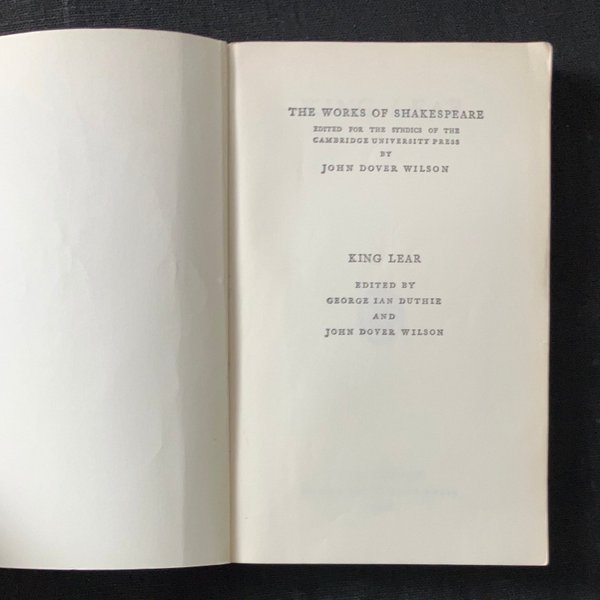 THE WORKS OF SHAKESPEARE
EDITED FOR THE SYNDICS OF THE
CAMBRIDGE UNIVERSITY PRESS
BY
JOHN DOVER WILSON
KING LEAR
EDITED BY
GEORGE IAN DUTHIE
AND
JOHN DOVER WILSON